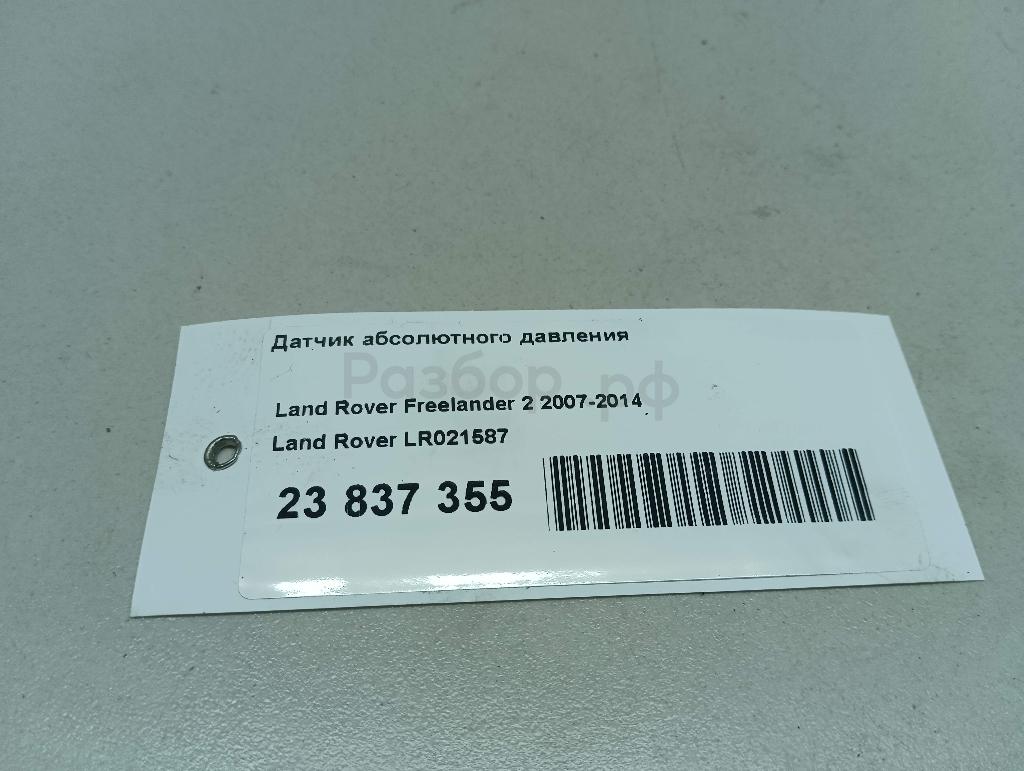 Датчик абсолютного давления
Разбор.рф
Land Rover Freelander 2 2007-2014
Land Rover LR021587
23 837 355